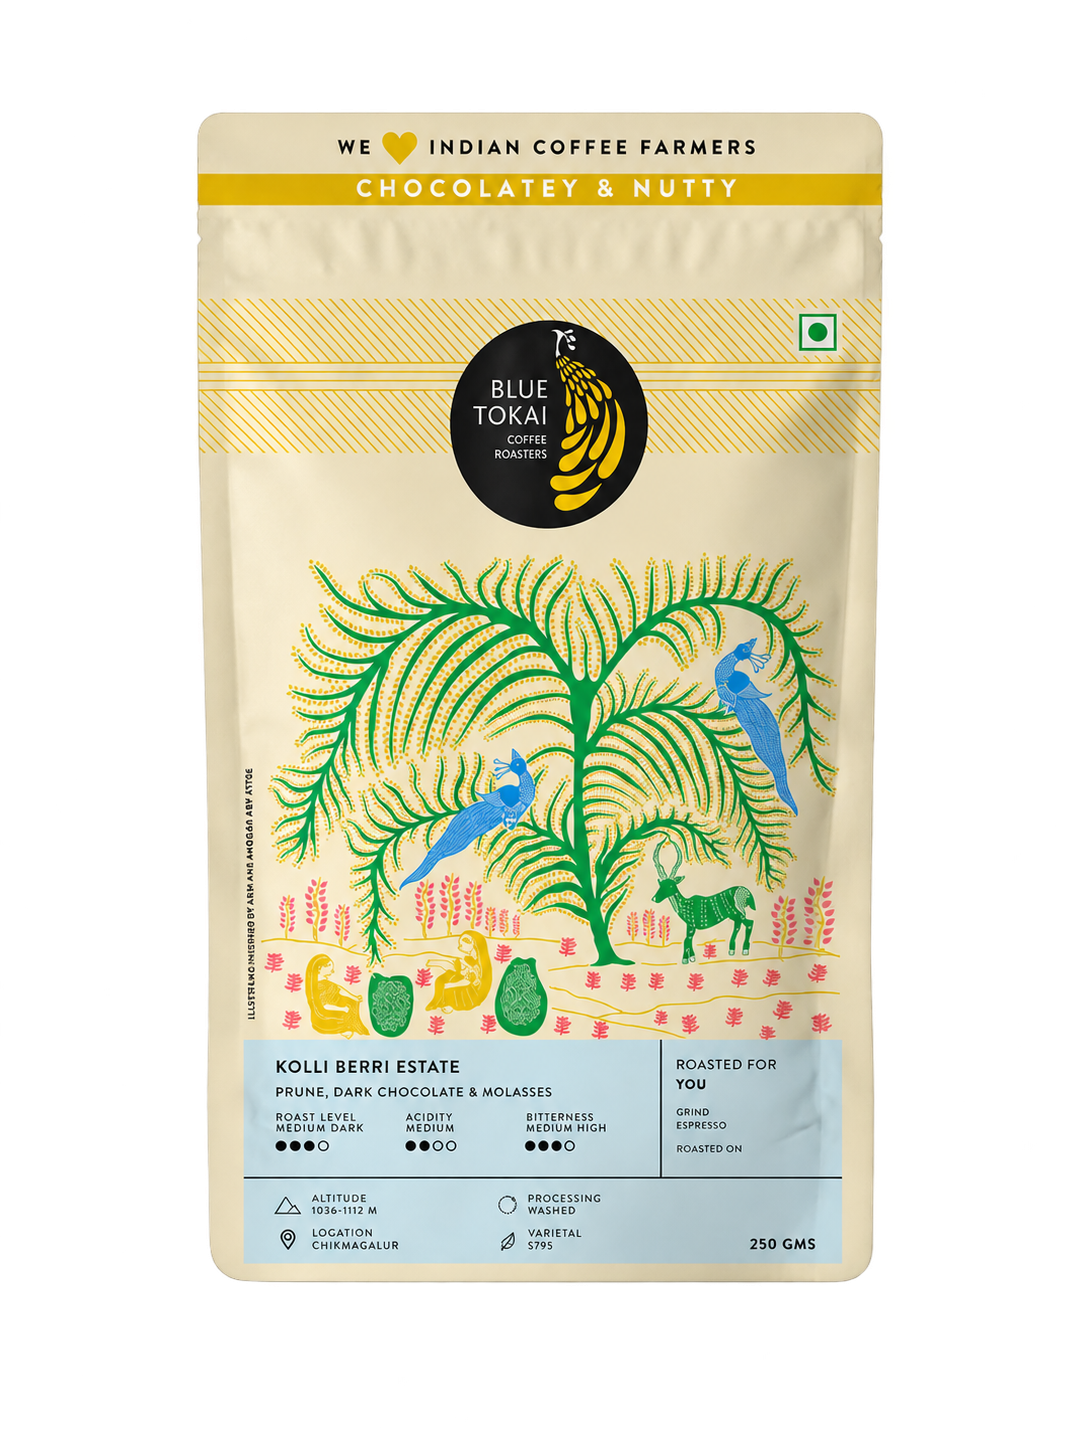 WE INDIAN COFFEE FARMERS
CHOCOLATEY & NUTTY
BLUE
TOKAI
COFFEE
ROASTERS
KOLLI BERRI ESTATE
PRUNE, DARK CHOCOLATE & MOLASSES
ROAST LEVEL
MEDIUM DARK
ACIDITY
MEDIUM
BITTERNESS
MEDIUM HIGH
ROASTED FOR
YOU
GRIND
ESPRESSO
ROASTED ON
ALTITUDE
1036-1112 M
PROCESSING
WASHED
LOCATION
CHIKMAGALUR
VARIETAL
S795
250 GMS